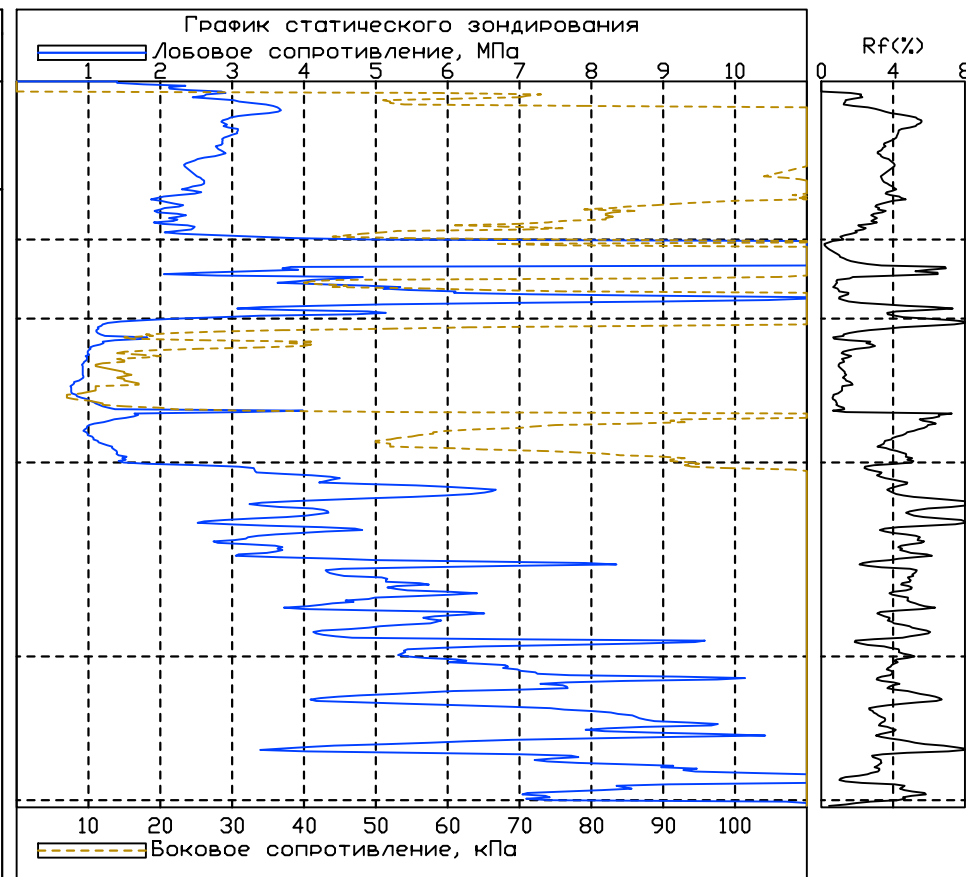 График статического зондирования
Лобовое сопротивление, МПа
Rf(%)
1 2 3 4 5 6 7 8 9 10
0 4 8
10 20 30 40 50 60 70 80 90 100
Боковое сопротивление, кПа